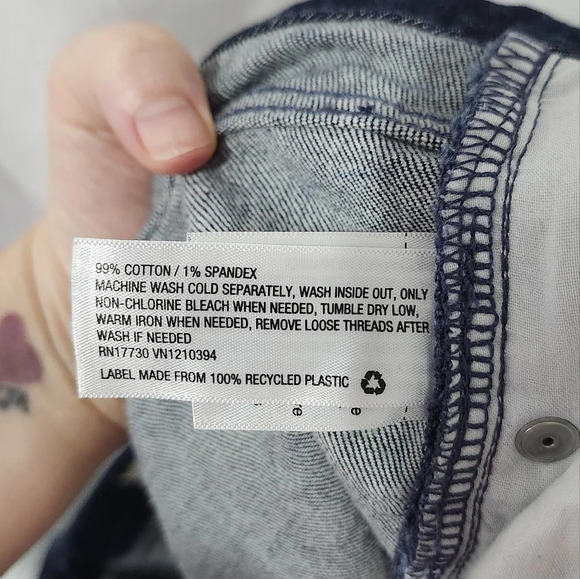 99% COTTON / 1% SPANDEX
MACHINE WASH COLD SEPARATELY, WASH INSIDE OUT, ONLY
NON-CHLORINE BLEACH WHEN NEEDED, TUMBLE DRY LOW,
WARM IRON WHEN NEEDED, REMOVE LOOSE THREADS AFTER
WASH IF NEEDED
RN17730 VN1210394
LABEL MADE FROM 100% RECYCLED PLASTIC